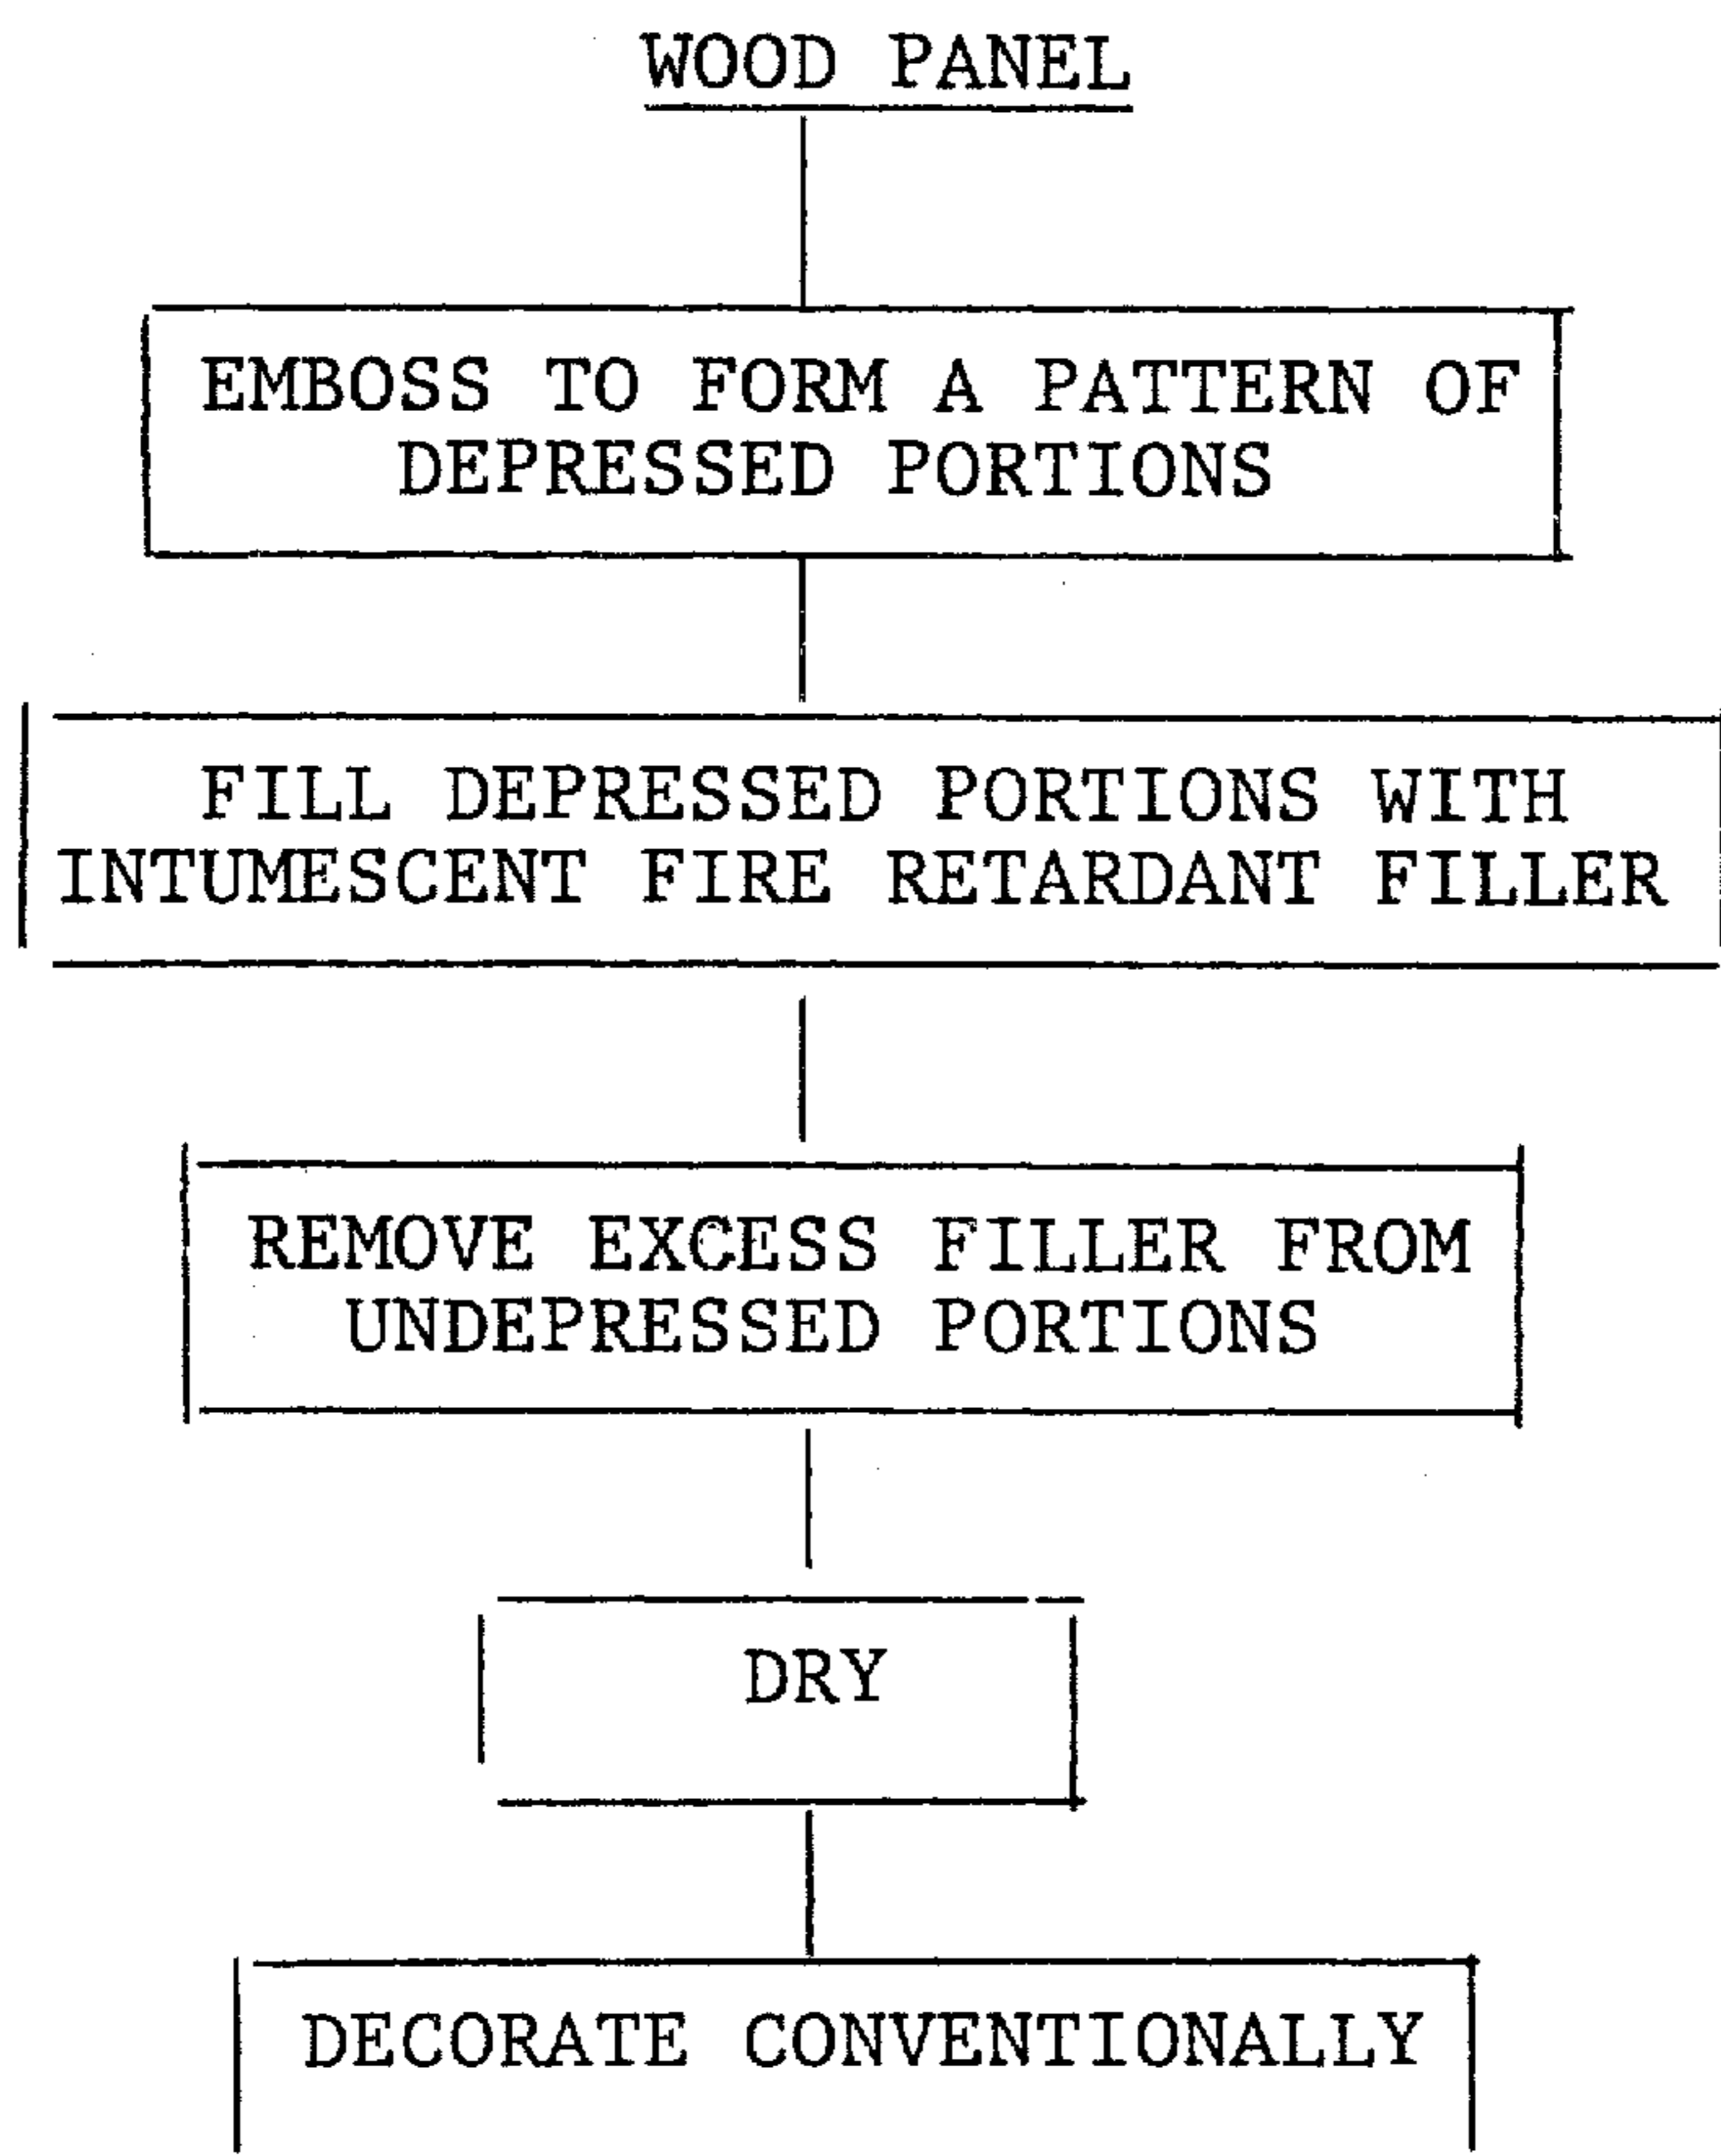 WOOD PANEL
EMBOSS TO FORM A PATTERN OF
DEPRESSED PORTIONS
FILL DEPRESSED PORTIONS WITH
INTUMESCENT FIRE RETARDANT FILLER
REMOVE EXCESS FILLER FROM
UNDEPRESSED PORTIONS
DRY
DECORATE CONVENTIONALLY